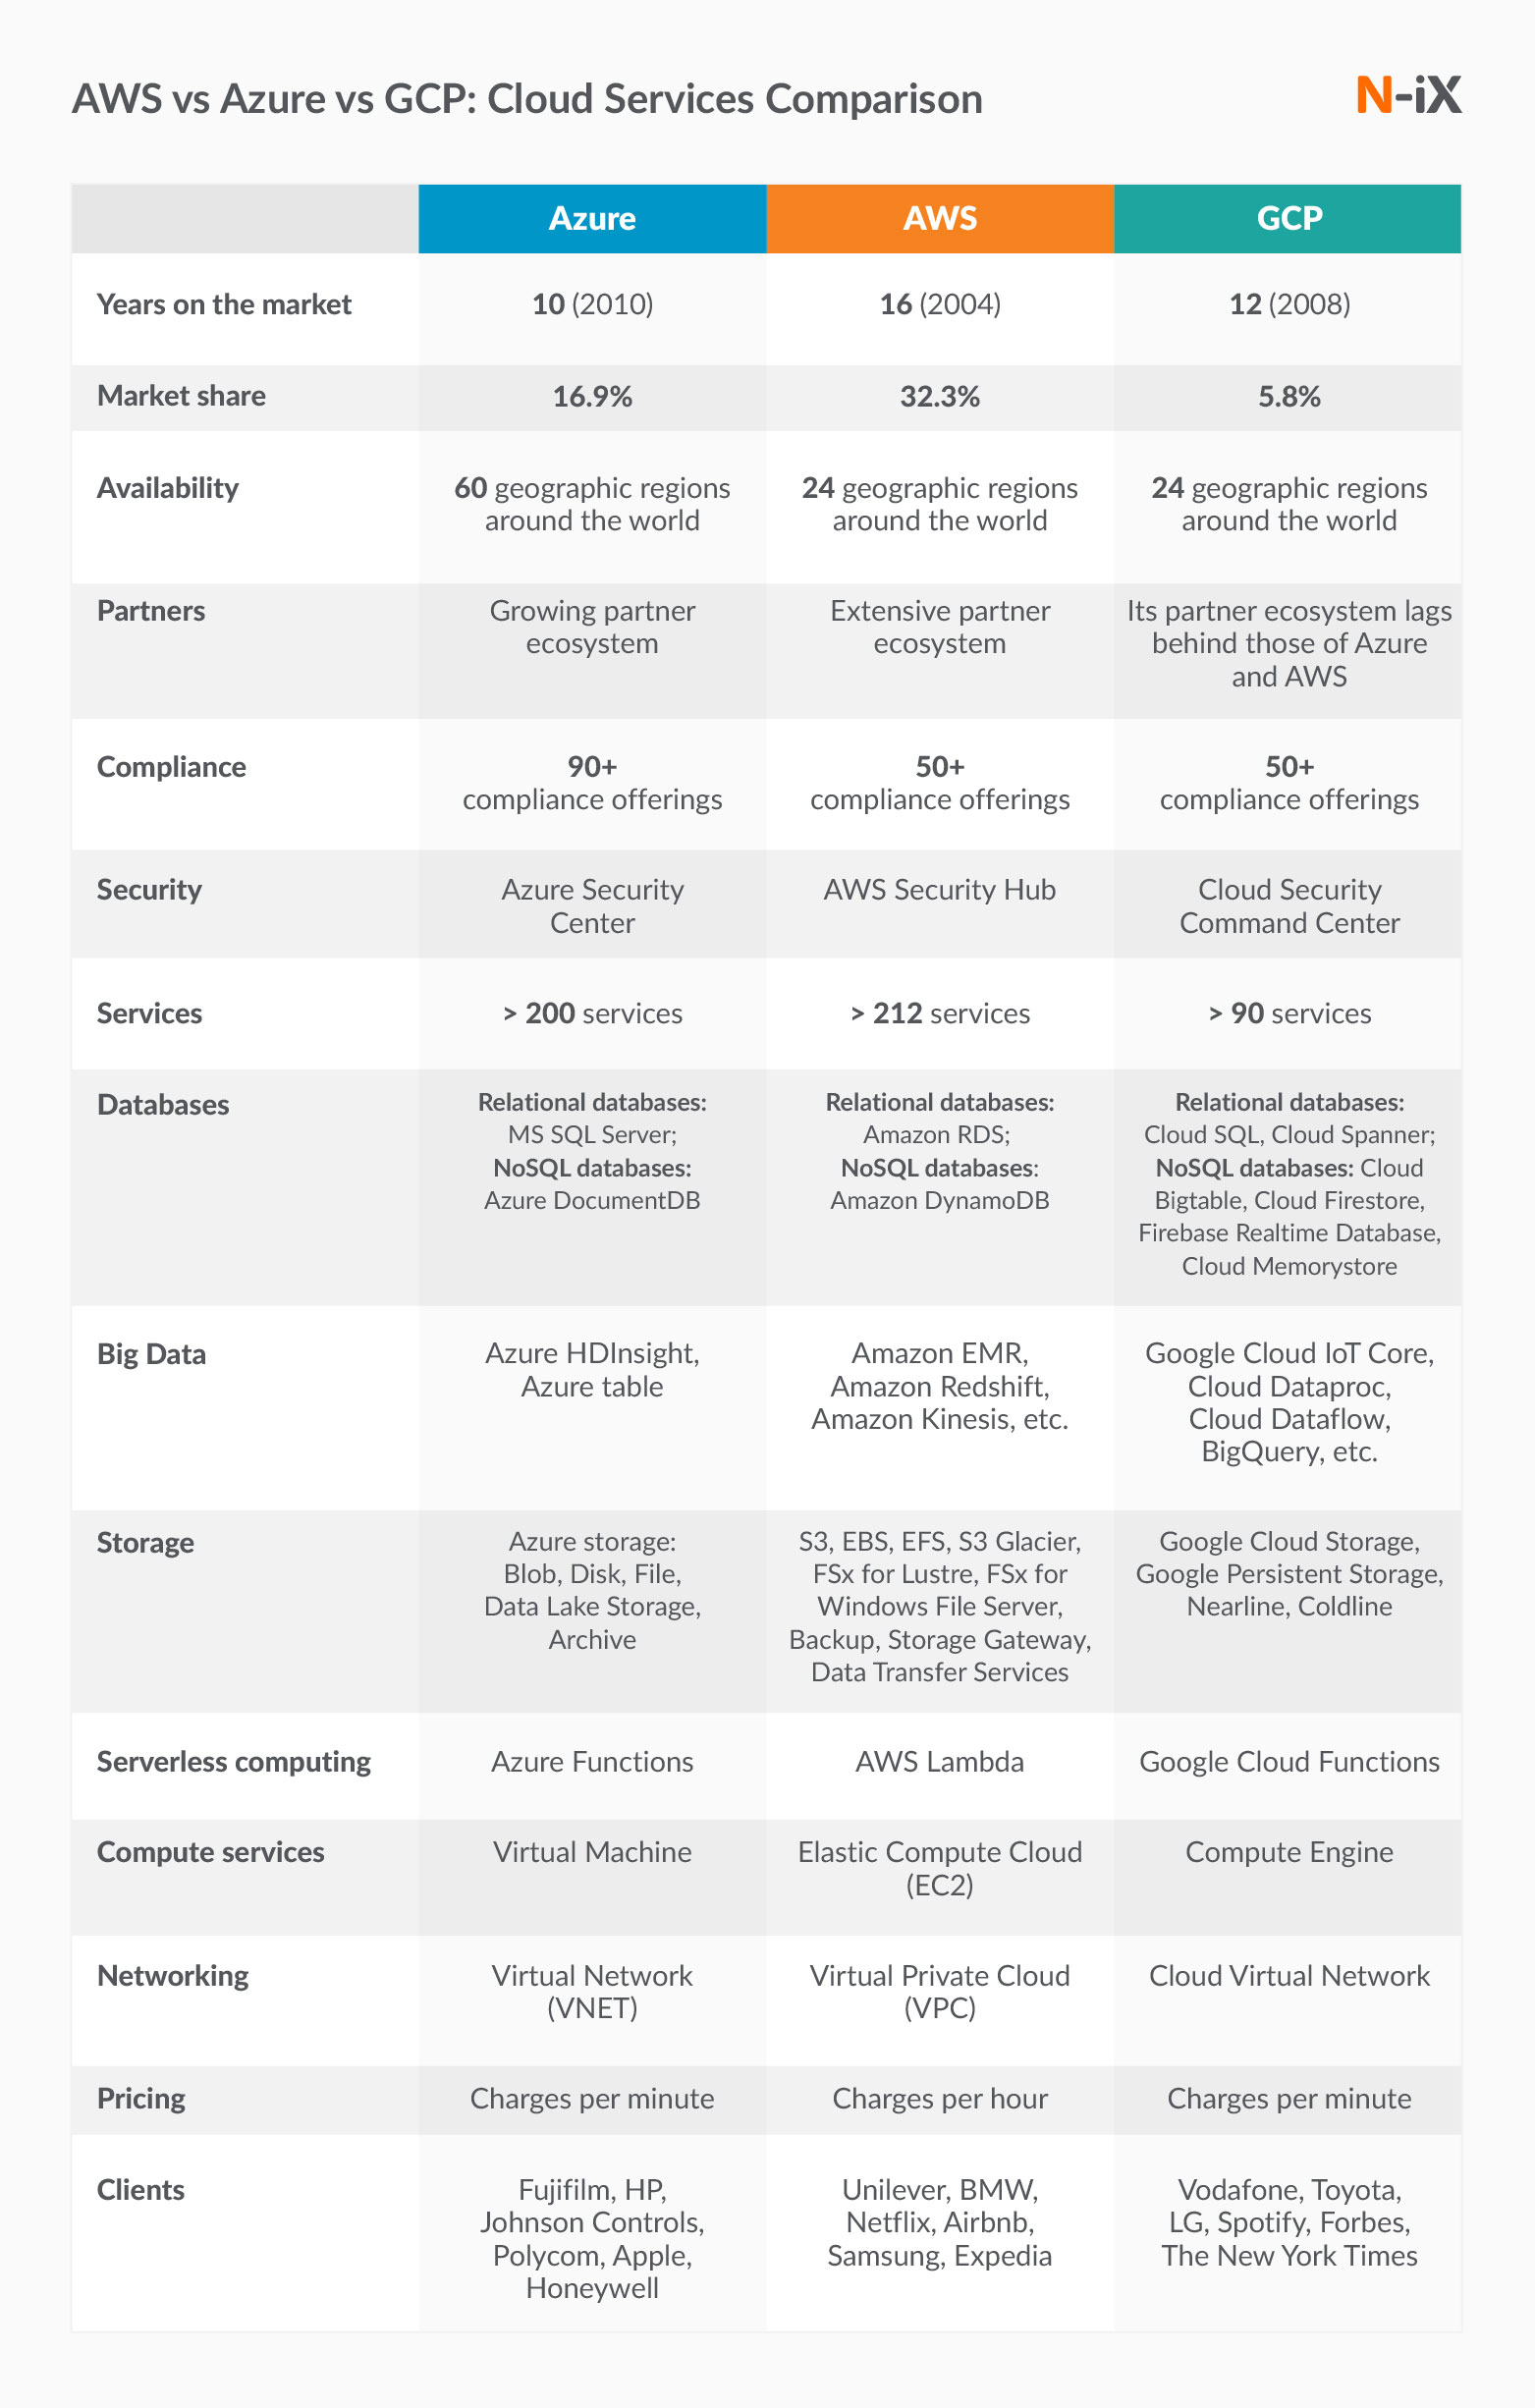 AWS vs Azure vs GCP: Cloud Services Comparison
N-iX
Azure
AWS
GCP
Years on the market
10 (2010)
16 (2004)
12 (2008)
Market share
16.9%
32.3%
5.8%
Availability
60 geographic regions
around the world
24 geographic regions
around the world
24 geographic regions
around the world
Partners
Growing partner
ecosystem
Extensive partner
ecosystem
Its partner ecosystem lags
behind those of Azure
and AWS
Compliance
90+
compliance offerings
50+
compliance offerings
50+
compliance offerings
Security
Azure Security
Center
AWS Security Hub
Cloud Security
Command Center
Services
> 200 services
> 212 services
> 90 services
Databases
Relational databases:
MS SQL Server;
NoSQL databases:
Azure DocumentDB
Relational databases:
Amazon RDS;
NoSQL databases:
Amazon DynamoDB
Relational databases:
Cloud SQL, Cloud Spanner;
NoSQL databases: Cloud
Bigtable, Cloud Firestore,
Firebase Realtime Database,
Cloud Memorystore
Big Data
Azure HDInsight,
Azure table
Amazon EMR,
Amazon Redshift,
Amazon Kinesis, etc.
Google Cloud IoT Core,
Cloud Dataproc,
Cloud Dataflow,
BigQuery, etc.
Storage
Azure storage:
Blob, Disk, File,
Data Lake Storage,
Archive
S3, EBS, EFS, S3 Glacier,
FSx for Lustre, FSx for
Windows File Server,
Backup, Storage Gateway,
Data Transfer Services
Google Cloud Storage,
Google Persistent Storage,
Nearline, Coldline
Serverless computing
Azure Functions
AWS Lambda
Google Cloud Functions
Compute services
Virtual Machine
Elastic Compute Cloud
(EC2)
Compute Engine
Networking
Virtual Network
(VNET)
Virtual Private Cloud
(VPC)
Cloud Virtual Network
Pricing
Charges per minute
Charges per hour
Charges per minute
Clients
Fujifilm, HP,
Johnson Controls,
Polycom, Apple,
Honeywell
Unilever, BMW,
Netflix, Airbnb,
Samsung, Expedia
Vodafone, Toyota,
LG, Spotify, Forbes,
The New York Times